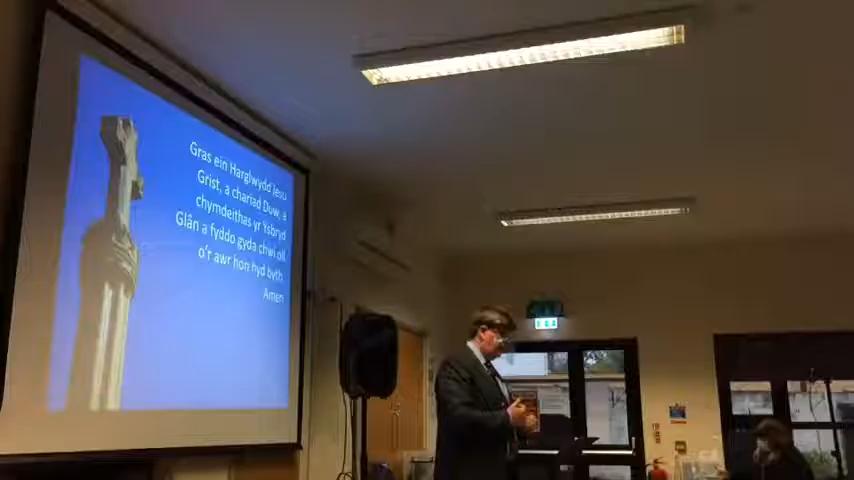 Gras ein Harglwydd Iesu
Grist, a chariad Duw, a
chymdeithas yr Ysbryd
Glân a fyddo gyda chwi oll
o'r awr hon hyd byth
Amen